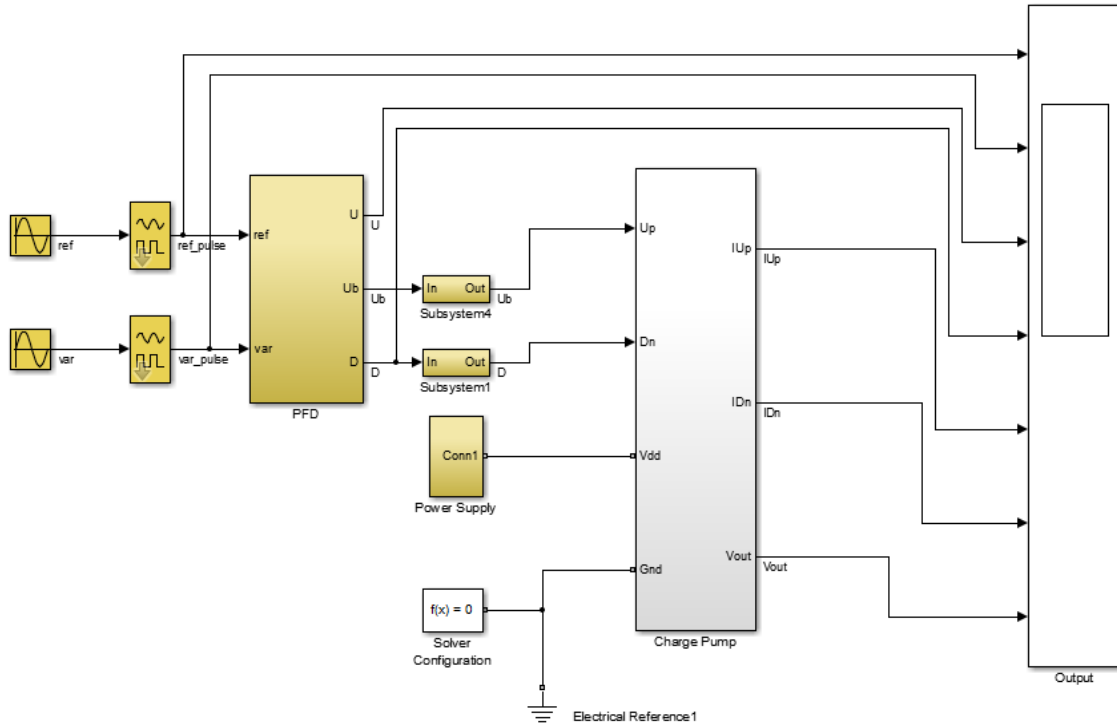 ref
ref_pulse
var
var_pulse
ref
var
U
Ub
D
PFD
U
Ub
D
In Out
Ub
Subsystem4
In Out
D
Subsystem1
Conn1
Power Supply
f(x) = 0
Solver
Configuration
Electrical Reference1
Up
Dn
Vdd
Gnd
IUp
IDn
Vout
Charge Pump
IUp
IDn
Vout
Output